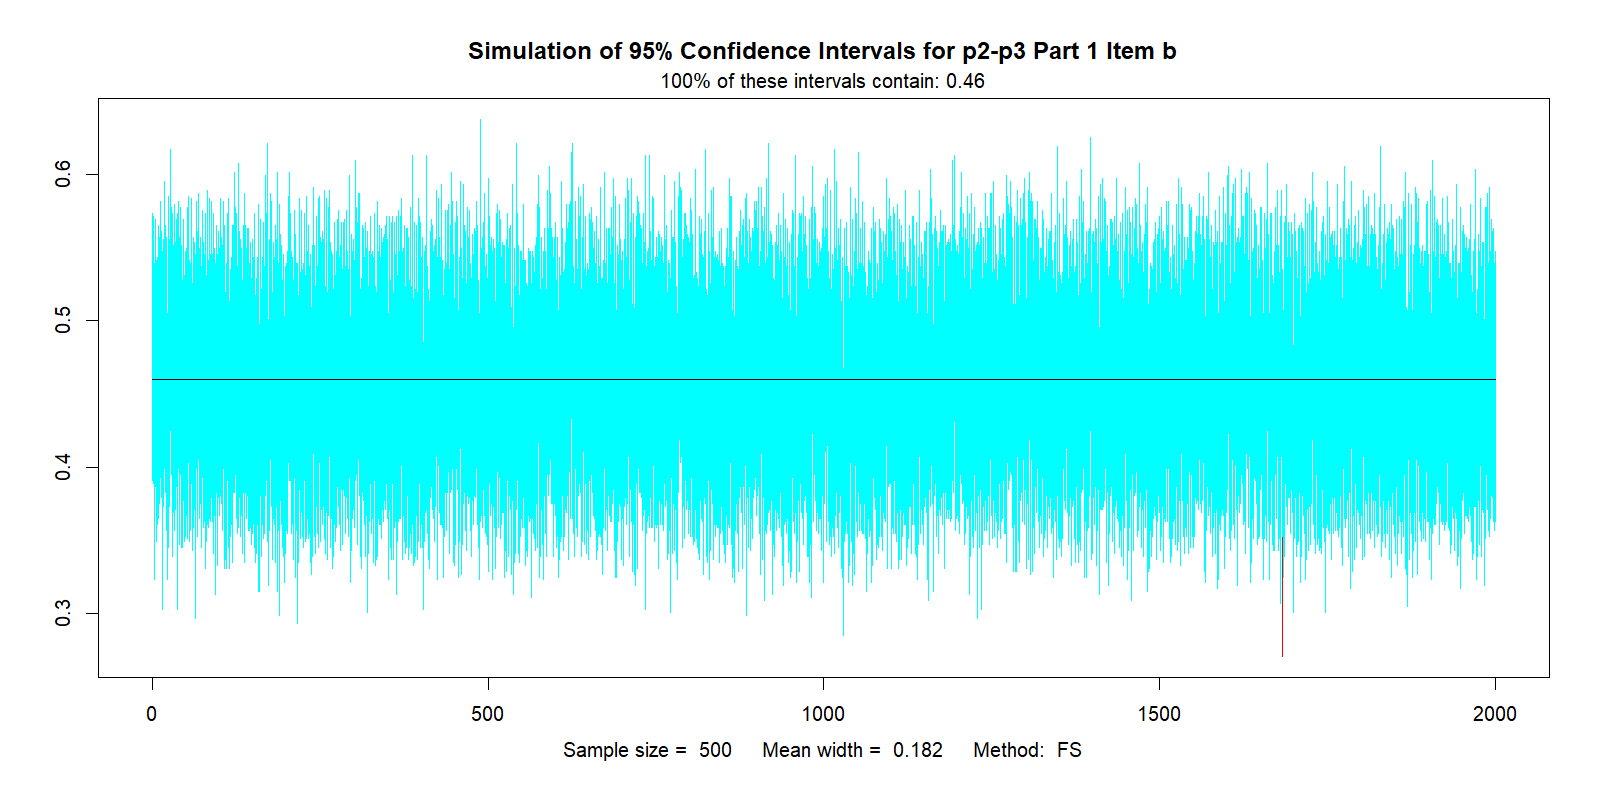 Simulation of 95% Confidence Intervals for p2-p3 Part 1 Item b
100% of these intervals contain: 0.46
0.6
0.5
0.4
0.3
0 500 1000 1500 2000
Sample size = 500 Mean width = 0.182 Method: FS